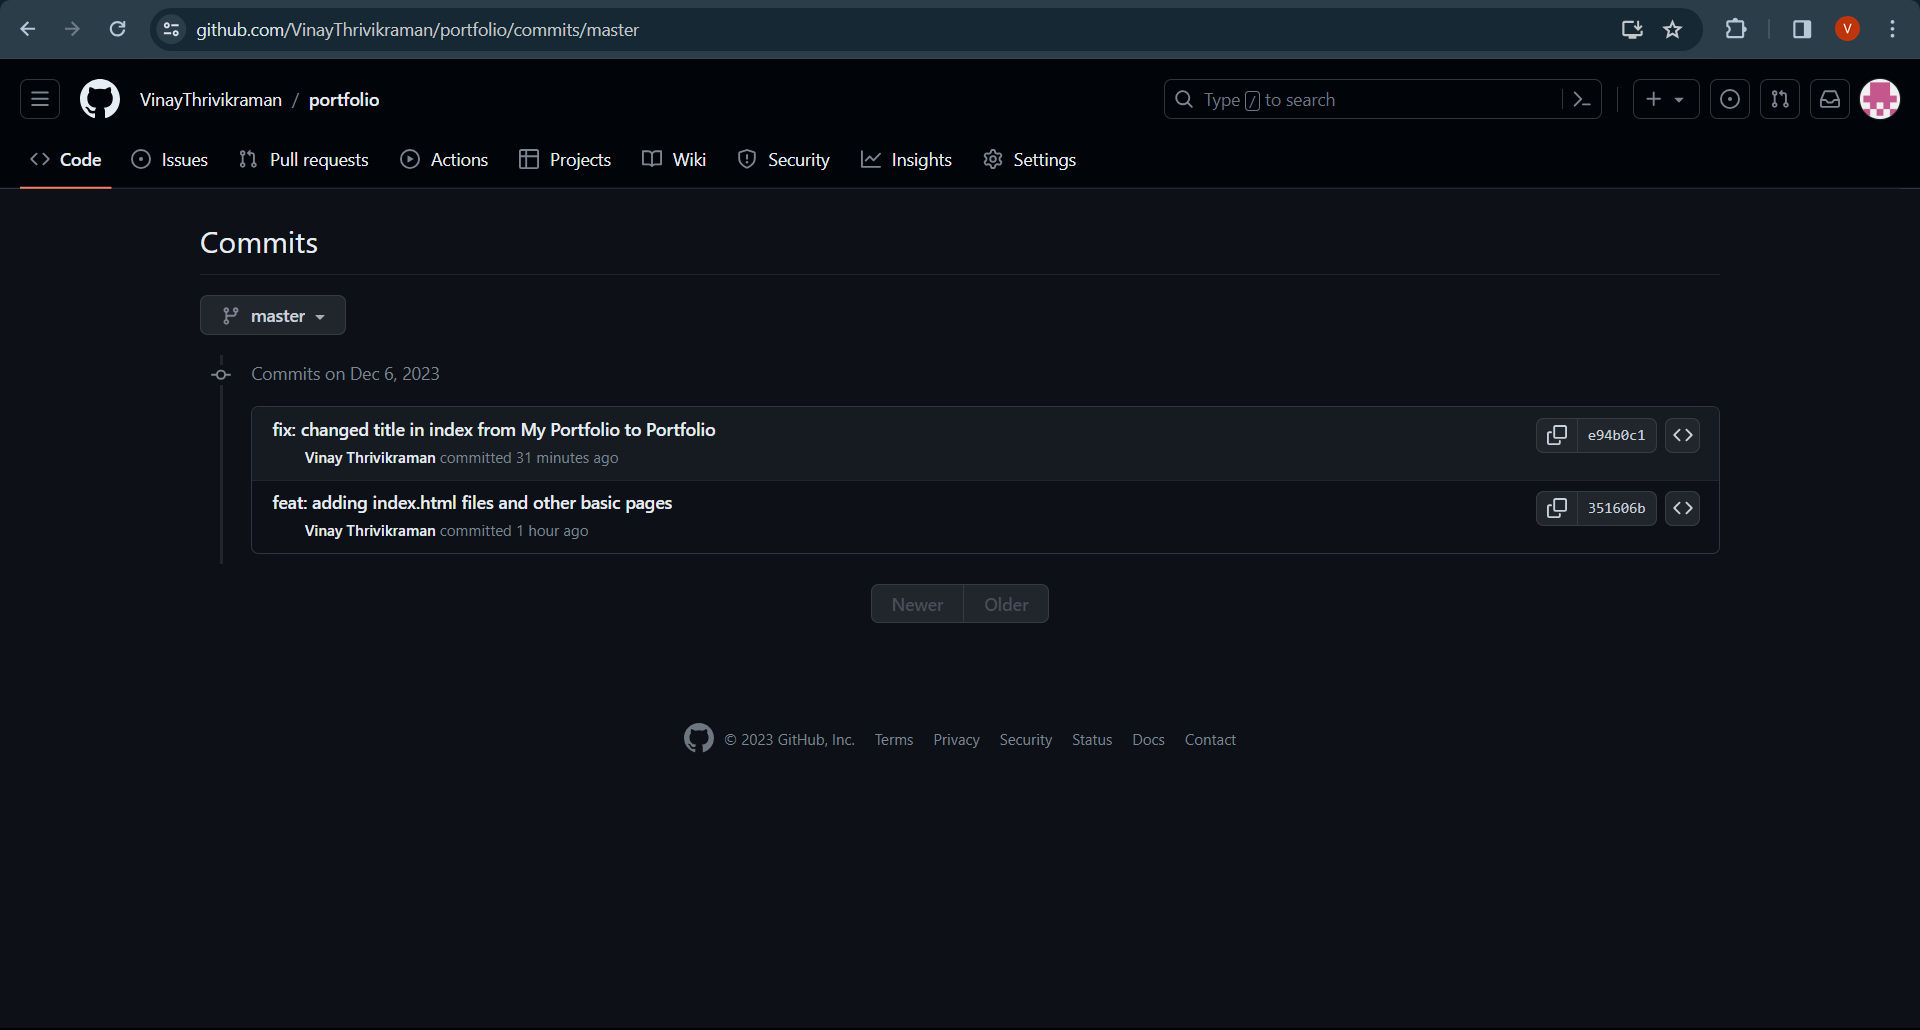 github.com/VinayThrivikraman/portfolio/commits/master
V
VinayThrivikraman / portfolio
Type / to search
Code Issues Pull requests Actions Projects Wiki Security Insights Settings
Commits
master
Commits on Dec 6, 2023
fix: changed title in index from My Portfolio to Portfolio
e94b0c1
Vinay Thrivikraman committed 31 minutes ago
feat: adding index.html files and other basic pages
351606b
Vinay Thrivikraman committed 1 hour ago
Newer Older
© 2023 GitHub, Inc. Terms Privacy Security Status Docs Contact